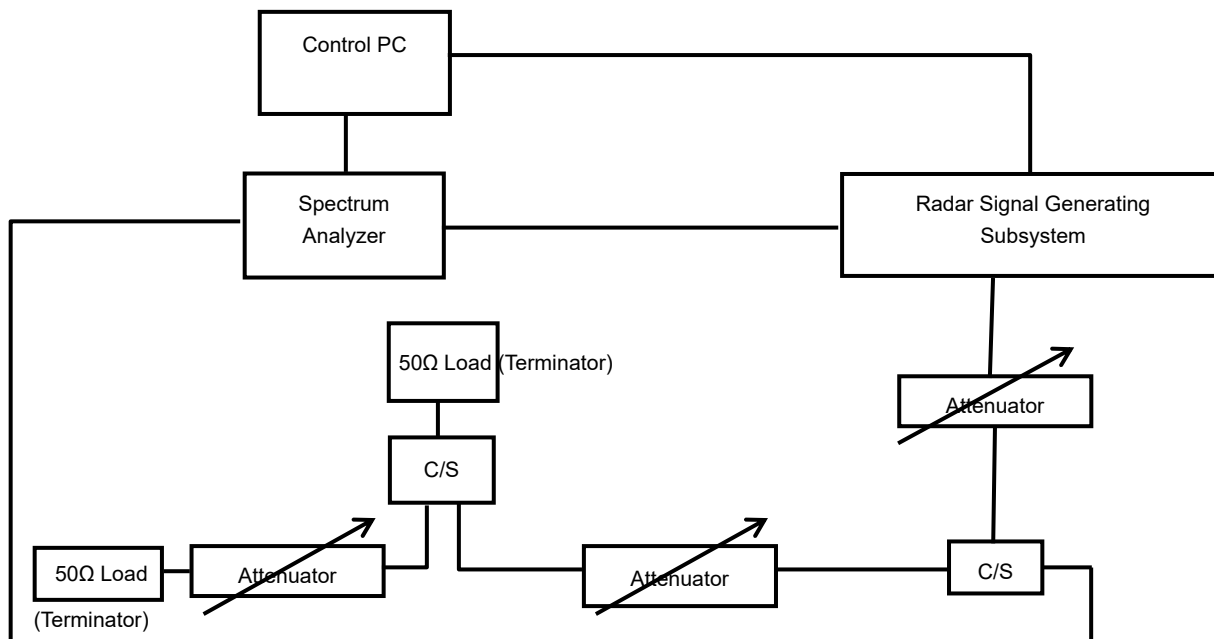 Control PC
Spectrum
Analyzer
Radar Signal Generating
Subsystem
50Ω Load (Terminator)
Attenuator
C/S
50Ω Load
(Terminator)
Attenuator
Attenuator
C/S